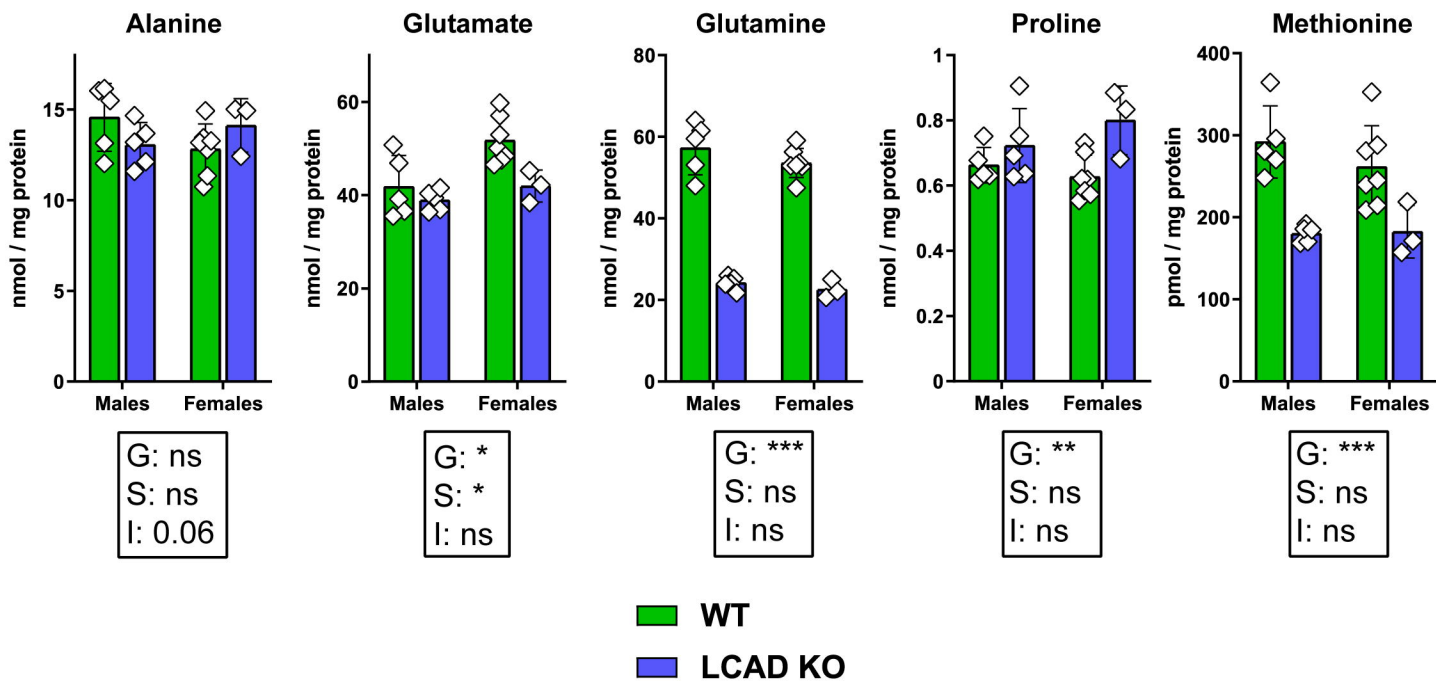 Alanine
nmol / mg protein
15
10
5
0
Males Females
G: ns
S: ns
I: 0.06
Glutamate
nmol / mg protein
60
40
20
0
Males Females
G: *
S: *
I: ns
Glutamine
nmol / mg protein
80
60
40
20
0
Males Females
G: ***
S: ns
I: ns
Proline
nmol / mg protein
1
0.8
0.6
0.4
0.2
0
Males Females
G: **
S: ns
I: ns
Methionine
pmol / mg protein
400
300
200
100
0
Males Females
G: ***
S: ns
I: ns
WT
LCAD KO